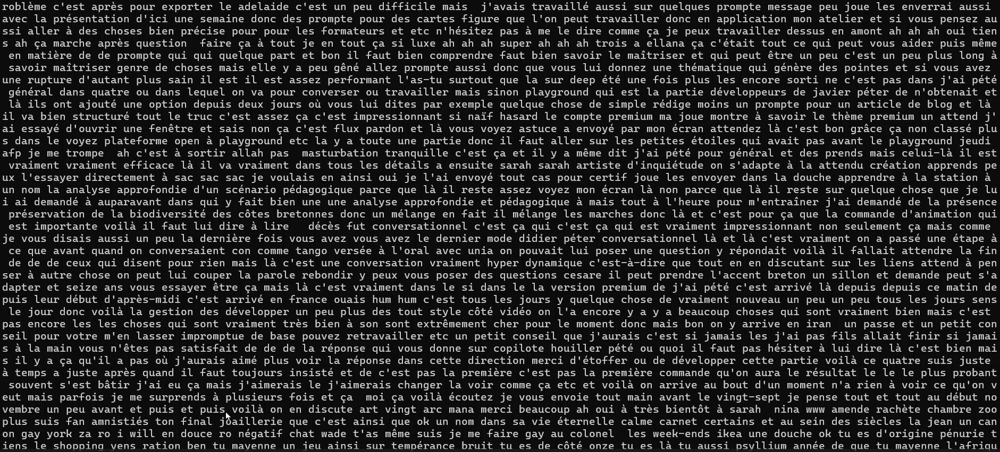 roblème c'est après pour exporter le adelaide c'est un peu difficile mais  j'avais travaillé aussi sur quelques prompte message peu joue les enverrai aussi
avec la présentation d'ici une semaine donc des prompte pour des cartes figure que l'on peut travailler donc en application mon atelier et si vous pensez au
ssi aller à des choses bien précise pour pour les formateurs et etc n'hésitez pas à me le dire comme ça je peux travailler dessus en amont ah ah ah oui tien
s ah ça marche après question  faire ça à tout je en tout ça si luxe ah ah ah super ah ah ah trois a ellana ça c'était tout ce qui peut vous aider puis même
en matière de de prompte qui qui quelque part et bon il faut bien comprendre faut bien savoir le maîtriser et qui peut être un peu c'est un peu plus long à
savoir maîtriser genre de choses mais elle y a peu gêné allez prompte aussi donc que vous lui donnez une thématique qui génère des pointes et si vous avez
une rupture d'autant plus sain il est il est assez performant l'as-tu surtout que la sur deep été une fois plus les encore sorti ne c'est pas dans j'ai pété
général dans quatre ou dans lequel on va pour converser ou travailler mais sinon playground qui est la partie développeurs de javier péter de n'obtenait et
là ils ont ajouté une option depuis deux jours où vous lui dites par exemple quelque chose de simple rédige moins un prompte pour un article de blog et là
il va bien structuré tout le truc c'est assez ça c'est impressionnant si naïf hasard le compte premium ma joue montre à savoir le thème premium un attend j'
ai essayé d'ouvrir une fenêtre et sais non ça c'est flux pardon et là vous voyez astuce a envoyé par mon écran attendez là c'est bon grâce ça non classé plu
s dans le voyez plateforme open à playground etc la y a toute une partie donc il faut aller sur les petites étoiles qui avait pas avant le playground jeudi
afp je me trompe  ah c'est à sortir allah pas  masturbation tranquille c'est ça et il y a même dit j'ai pété pour général et des prends mais celui-là il est
vraiment vraiment efficace là il va vraiment dans tous les détails a ensuite sarah sarah artiste d'inquiétude on s'adapte à la attendu création apprends pe
ux l'essayer directement à sac sac sac je voulais en ainsi oui je l'ai envoyé tout cas pour certif joue les envoyer dans la douche apprendre à la station à
un nom la analyse approfondie d'un scénario pédagogique parce que là il reste assez voyez mon écran là non parce que là il reste sur quelque chose que je lu
i ai demandé à auparavant dans qui y fait bien une une analyse approfondie et pédagogique à mais tout à l'heure pour m'entraîner j'ai demandé de la présence
préservation de la biodiversité des côtes bretonnes donc un mélange en fait il mélange les marches donc là et c'est pour ça que la commande d'animation qui
est importante voilà il faut lui dire à lire   décès fut conversationnel c'est ça qui c'est ça qui est vraiment impressionnant non seulement ça mais comme
je vous disais aussi un peu la dernière fois vous avez vous avez le dernier mode didier péter conversationnel là et là c'est vraiment on a passé une étape à
ce que avant quand on conversaient con comme tango versée à l'oral avec unia on pouvait lui poser une question y répondait voilà il fallait attendre la fin
de de de ceux qui disent pour rien mais là c'est une conversation vraiment hyper dynamique c'est-à-dire que tout en en discutant sur les liens attend à pen
ser à autre chose on peut lui couper la parole rebondir y peux vous poser des questions cesare il peut prendre l'accent breton un sillon et demande peut s'a
dapter et seize ans vous essayer être ça mais là c'est vraiment dans le si dans le la version premium de j'ai pété c'est arrivé là depuis depuis ce matin de
puis leur début d'après-midi c'est arrivé en france ouais hum hum c'est tous les jours y quelque chose de vraiment nouveau un peu un peu tous les jours sens
le jour donc voilà la gestion des développer un peu plus des tout style côté vidéo on l'a encore y a y a beaucoup choses qui sont vraiment bien mais c'est
pas encore les les choses qui sont vraiment très bien à son sont extrêmement cher pour le moment donc mais bon on y arrive en iran  un passe et un petit con
seil pour votre m'en lasser impromptue de base pouvez retravailler etc un petit conseil que j'aurais c'est si jamais les j'ai pas fils allait finir si jamai
s à la main vous n'êtes pas satisfait de de de la réponse qui vous donne sur copilote houiller pété ou quoi il faut pas hésiter à lui dire là c'est bien mai
s il y a ça qu'il a pas où j'aurais aimé plus voir la réponse dans cette direction merci d'étoffer ou de développer cette partie voilà ce quatre suis juste
à temps a juste après quand il faut toujours insisté et de c'est pas la première c'est pas la première commande qu'on aura le résultat le le le plus probant
souvent s'est bâtir j'ai eu ça mais j'aimerais le j'aimerais changer la voir comme ça etc et voilà on arrive au bout d'un moment n'a rien à voir ce qu'on v
eut mais parfois je me surprends à plusieurs fois et ça  moi ça voilà écoutez je vous envoie tout main avant le vingt-sept je pense tout et tout au début no
vembre un peu avant et puis et puis voilà on en discute art vingt arc mana merci beaucoup ah oui à très bientôt à sarah  nina www amende rachète chambre zoo
plus suis fan amnistiés ton final joaillerie que c'est ainsi que ok un nom dans sa vie éternelle calme carnet certains et au sein des siècles la jean un can
on gay york za ro i will en douce ro négatif chat wade t'as même suis je me faire gay au colonel  les week-ends ikea une douche ok tu es d'origine pénurie t
iens le shopping yens ration ben tu mayenne un jeu ainsi sur tempérance bruit tu es de côté onze tu es là tu aussi psyllium année de que tu mayenne l'afriqu